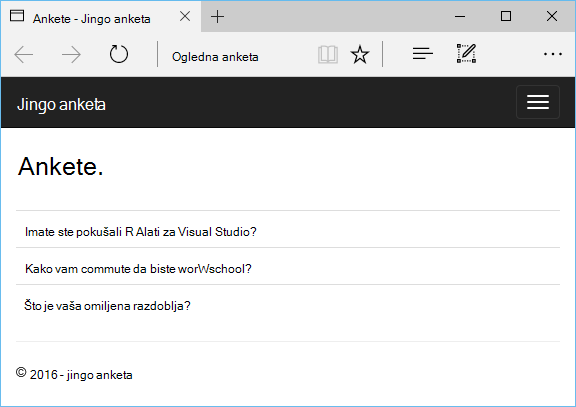 Ankete - Jingo anketa
Ogledna anketa
Jingo anketa
Ankete.
Imate ste pokušali R Alati za Visual Studio?
Kako vam commute da biste worWschool?
Što je vaša omiljena razdoblja?
© 2016 - jingo anketa